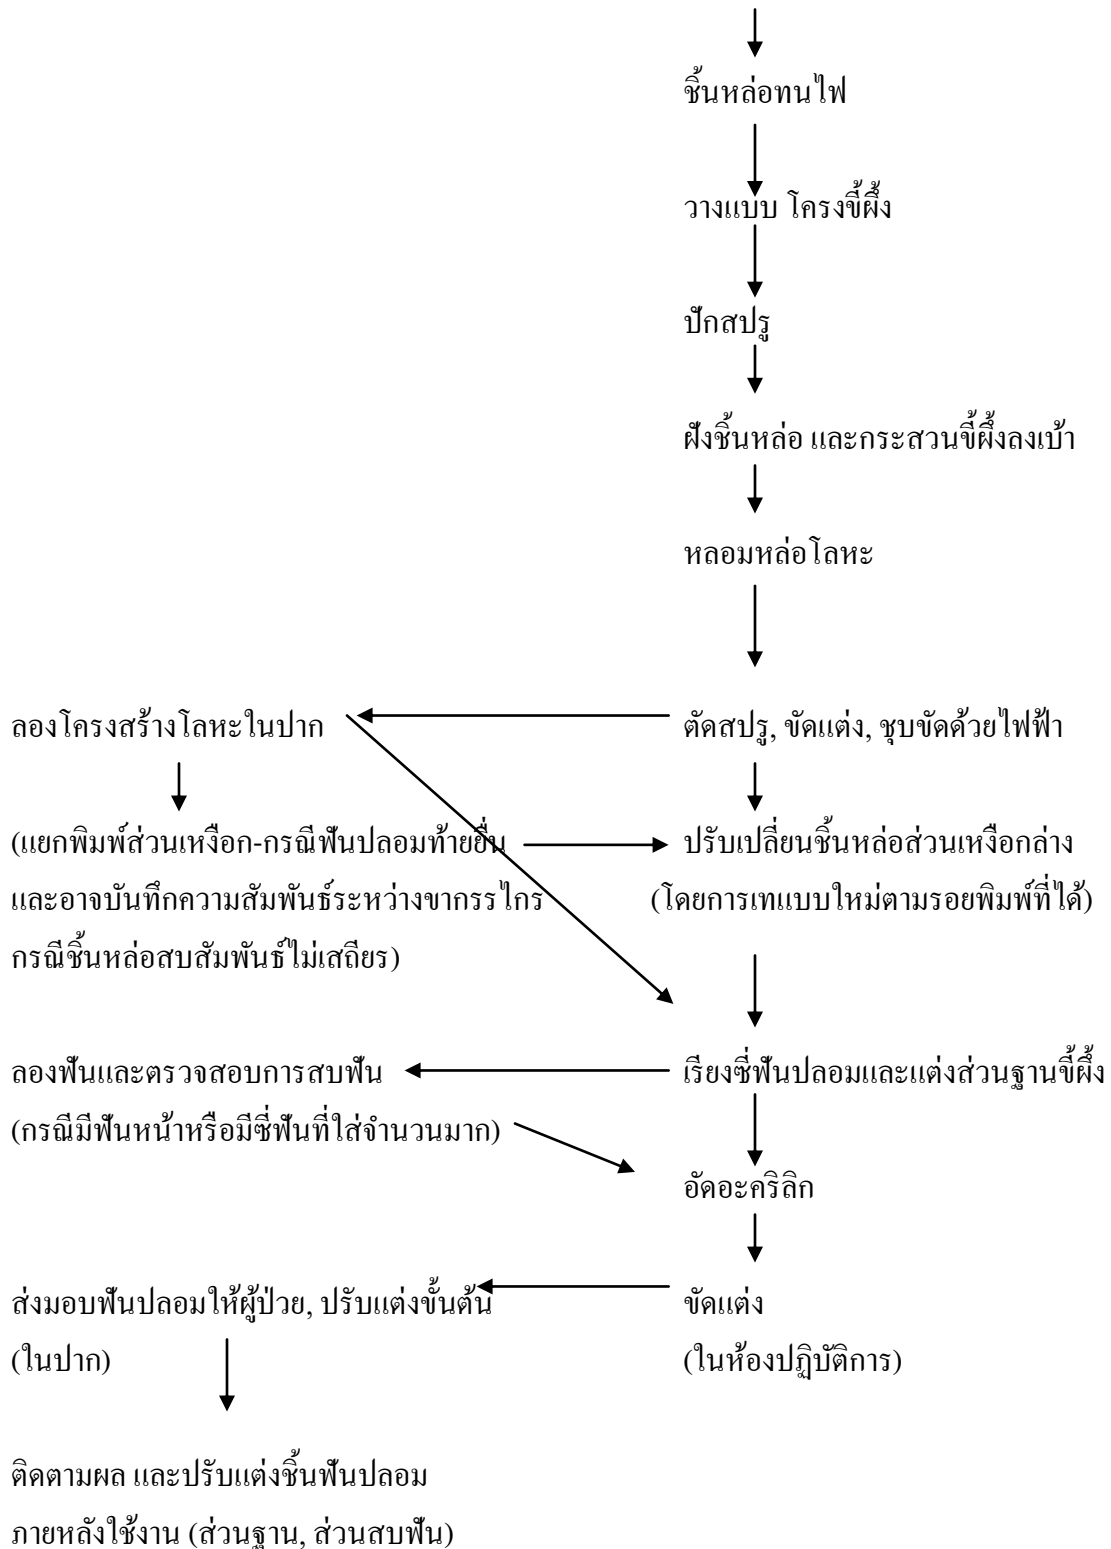 ชิ้นหล่อทนไฟ
วางแบบ โครงขี้ผึ้ง
ปักสปรู
ฝังชิ้นหล่อ และกระสวนขี้ผึ้งลงเบ้า
หลอมหล่อโลหะ
ลองโครงสร้างโลหะในปาก
ตัดสปรู, ขัดแต่ง, ชุบขัดด้วยไฟฟ้า
(แยกพิมพ์ส่วนเหงือก-กรณีฟันปลอมท้ายยื่น
และอาจบันทึกความสัมพันธ์ระหว่างขากรรไกร
กรณีชิ้นหล่อสบสัมพันธ์ไม่เสถียร)
ปรับเปลี่ยนชิ้นหล่อส่วนเหงือกล่าง
(โดยการเทแบบใหม่ตามรอยพิมพ์ที่ได้)
ลองฟันและตรวจสอบการสบฟัน
(กรณีมีฟันหน้าหรือมีซี่ฟันที่ใส่จำนวนมาก)
เรียงซี่ฟันปลอมและแต่งส่วนฐานขี้ผึ้ง
อัดอะคริลิก
ส่งมอบฟันปลอมให้ผู้ป่วย, ปรับแต่งขั้นต้น
(ในปาก)
ขัดแต่ง
(ในห้องปฏิบัติการ)
ติดตามผล และปรับแต่งชิ้นฟันปลอม
ภายหลังใช้งาน (ส่วนฐาน, ส่วนสบฟัน)